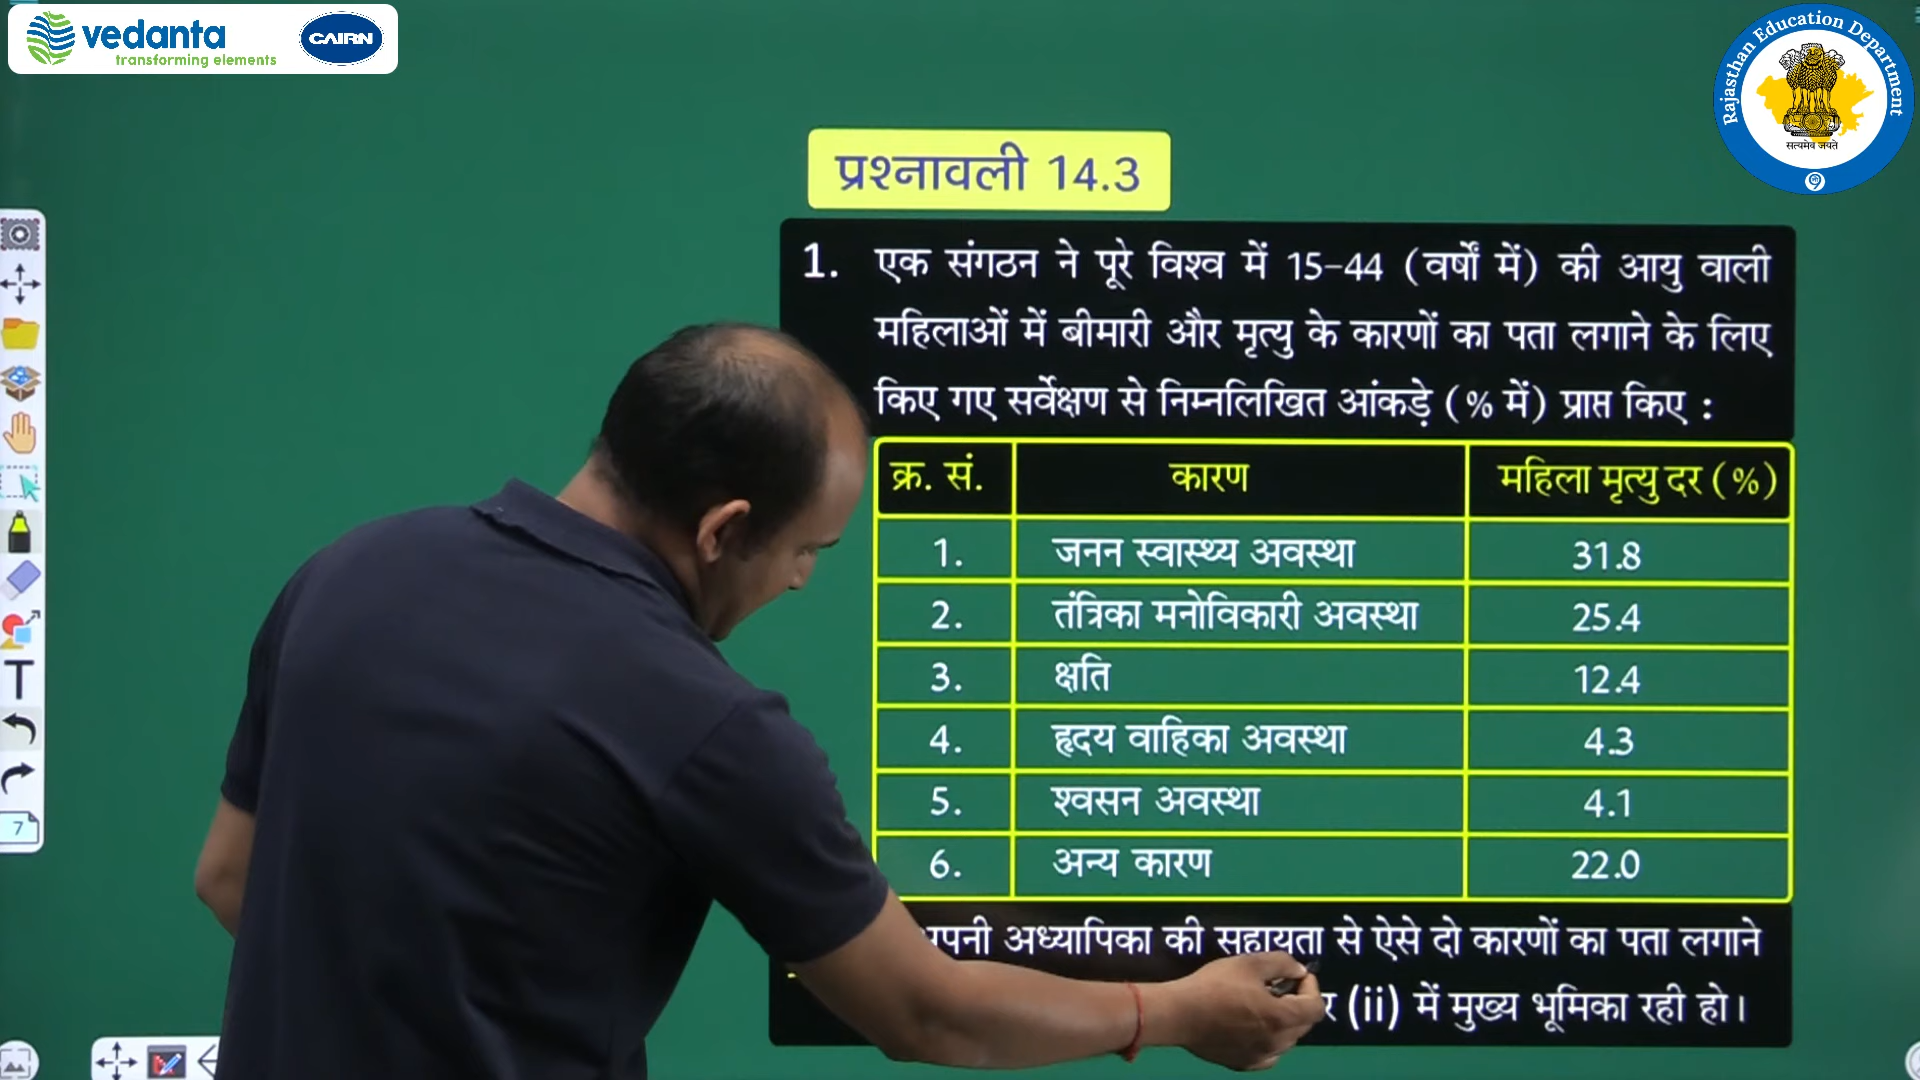 vedanta
transforming elements
CAIRN
Rajasthan Education Department
सत्यमेव जयते
प्रश्नावली 14.3
1. एक संगठन ने पूरे विश्व में 15-44 (वर्षों में) की आयु वाली
महिलाओं में बीमारी और मृत्यु के कारणों का पता लगाने के लिए
किए गए सर्वेक्षण से निम्नलिखित आंकड़े (% में) प्राप्त किए :
क्र. सं. कारण महिला मृत्यु दर (%)
1. जनन स्वास्थ्य अवस्था 31.8
2. तंत्रिका मनोविकारी अवस्था 25.4
3. क्षति 12.4
4. हृदय वाहिका अवस्था 4.3
5. श्वसन अवस्था 4.1
6. अन्य कारण 22.0
अध्यापिका की सहायता से ऐसे दो कारणों का पता लगाने
(ii) में मुख्य भूमिका रही हो।
T
7